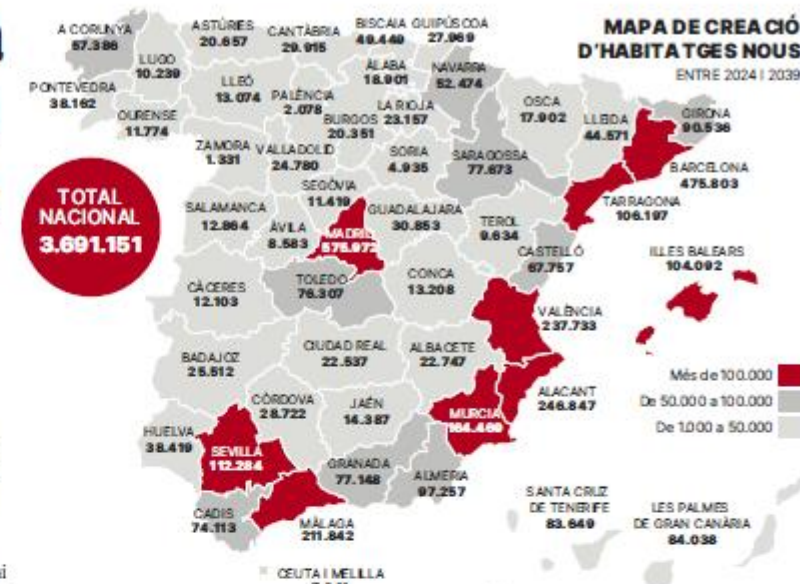 MAPA DE CREACIÓ
D'HABITATGES NOUS
ENTRE 2024 I 2039
TOTAL
NACIONAL
3.691.151
A CORUNYA
57.386
LUGO
10.239
ASTÚRIES
20.657
CANTÀBRIA
29.915
BISCAIA
49.449
GUIPÚSCOA
27.969
PONTEVEDRA
38.162
OURENSE
11.774
LLEÓ
13.074
PALÈNCIA
2.078
BURGOS
20.351
ÀLABA
18.901
LA RIOJA
23.157
NAVARRA
52.474
OSCA
17.902
LLEIDA
44.571
GIRONA
90.536
BARCELONA
475.803
TARRAGONA
106.197
ZAMORA
1.331
VALLADOLID
24.780
SORIA
4.935
SARAGOSSA
77.673
SEGÒVIA
11.419
SALAMANCA
12.864
ÁVILA
8.583
MADRID
575.972
GUADALAJARA
30.853
TEROL
9.634
CASTELLÓ
67.757
ILLES BALEARS
104.092
CÀCERES
12.103
TOLEDO
76.307
CONCA
13.208
VALÈNCIA
237.733
BADAJOZ
25.512
CIUDAD REAL
22.537
ALBACETE
22.747
ALACANT
246.847
CÒRDOVA
28.722
JAÉN
14.387
MURCIA
164.469
HUELVA
38.419
SEVILLA
112.284
GRANADA
77.148
ALMERIA
97.257
CADIS
74.113
MÀLAGA
211.842
Més de 100.000
De 50.000 a 100.000
De 1.000 a 50.000
SANTA CRUZ
DE TENERIFE
83.649
LES PALMES
DE GRAN CANÀRIA
84.038
CEUTA I MELILLA